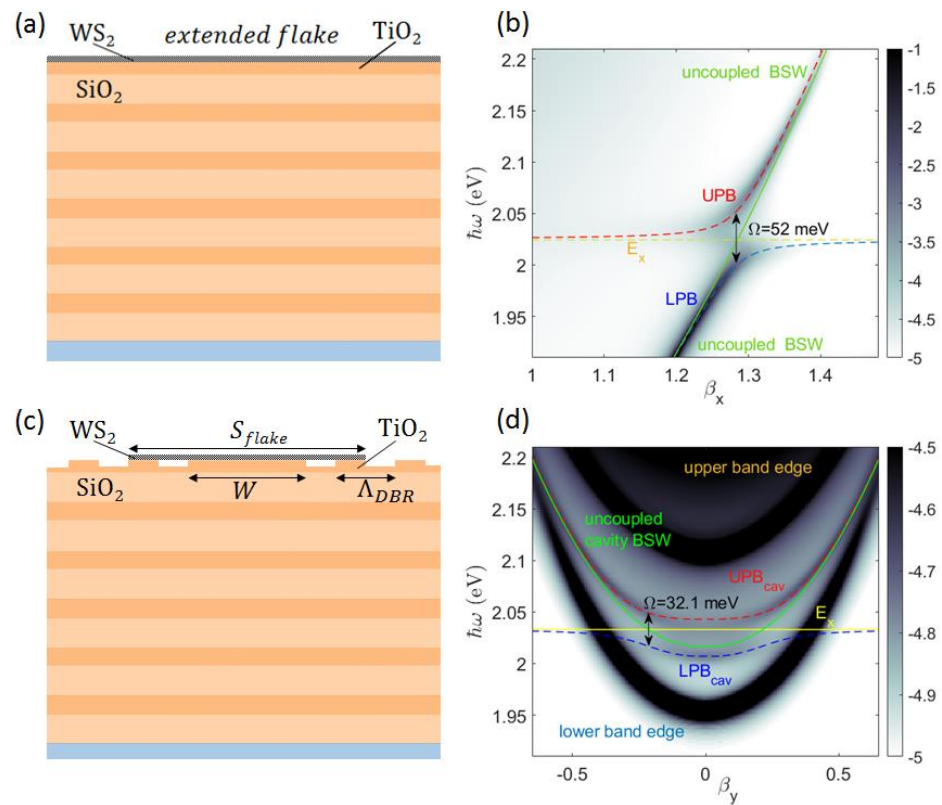 (a)
WS₂
extended flake
TiO₂
SiO₂
(b)
2.2
2.15
2.1
2.05
2
1.95
ħω (eV)
1
1.1
1.2
1.3
1.4
βₓ
uncoupled BSW
UPB
Ω=52 meV
Eₓ
LPB
uncoupled BSW
-1
-1.5
-2
-2.5
-3
-3.5
-4
-4.5
-5
(c)
WS₂
S_flake
TiO₂
SiO₂
W
Λ_DBR
(d)
2.2
2.15
2.1
2.05
2
1.95
ħω (eV)
-0.5
0
0.5
β_y
upper band edge
uncoupled
cavity BSW
UPB_cav
Ω=32.1 meV
Eₓ
LPB_cav
lower band edge
-4.5
-4.6
-4.7
-4.8
-4.9
-5